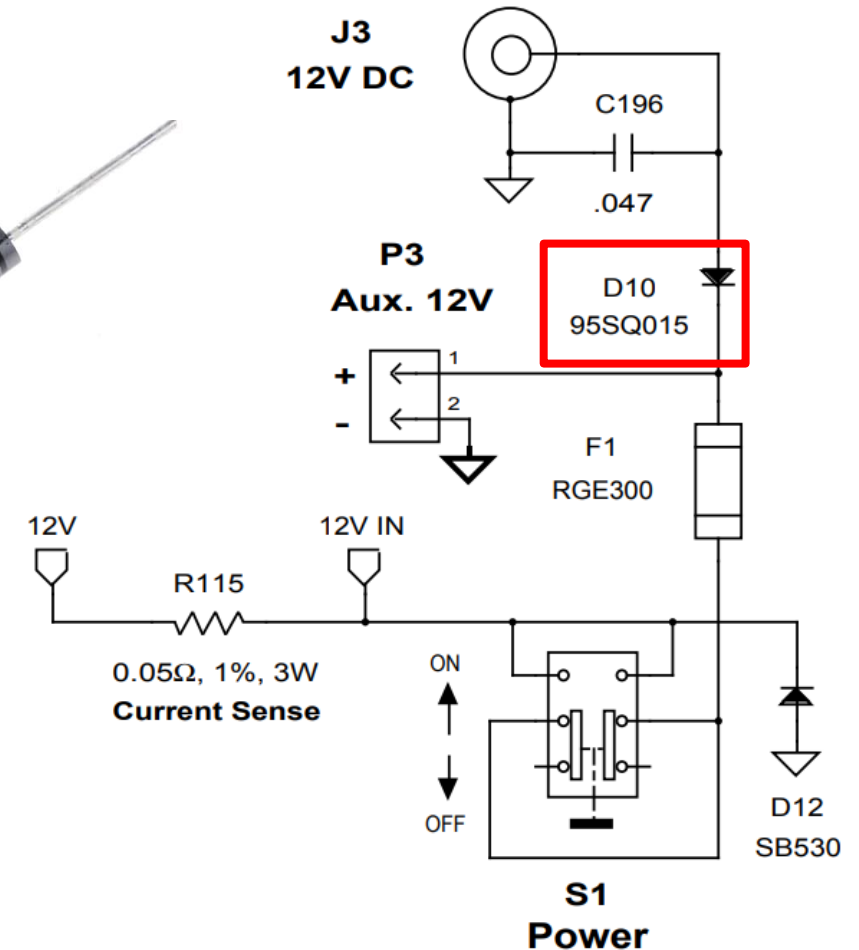 J3
12V DC
C196
.047
P3
Aux. 12V
D10
95SQ015
+
1
-
2
F1
RGE300
12V
12V IN
R115
0.05Ω, 1%, 3W
Current Sense
ON
OFF
D12
SB530
S1
Power